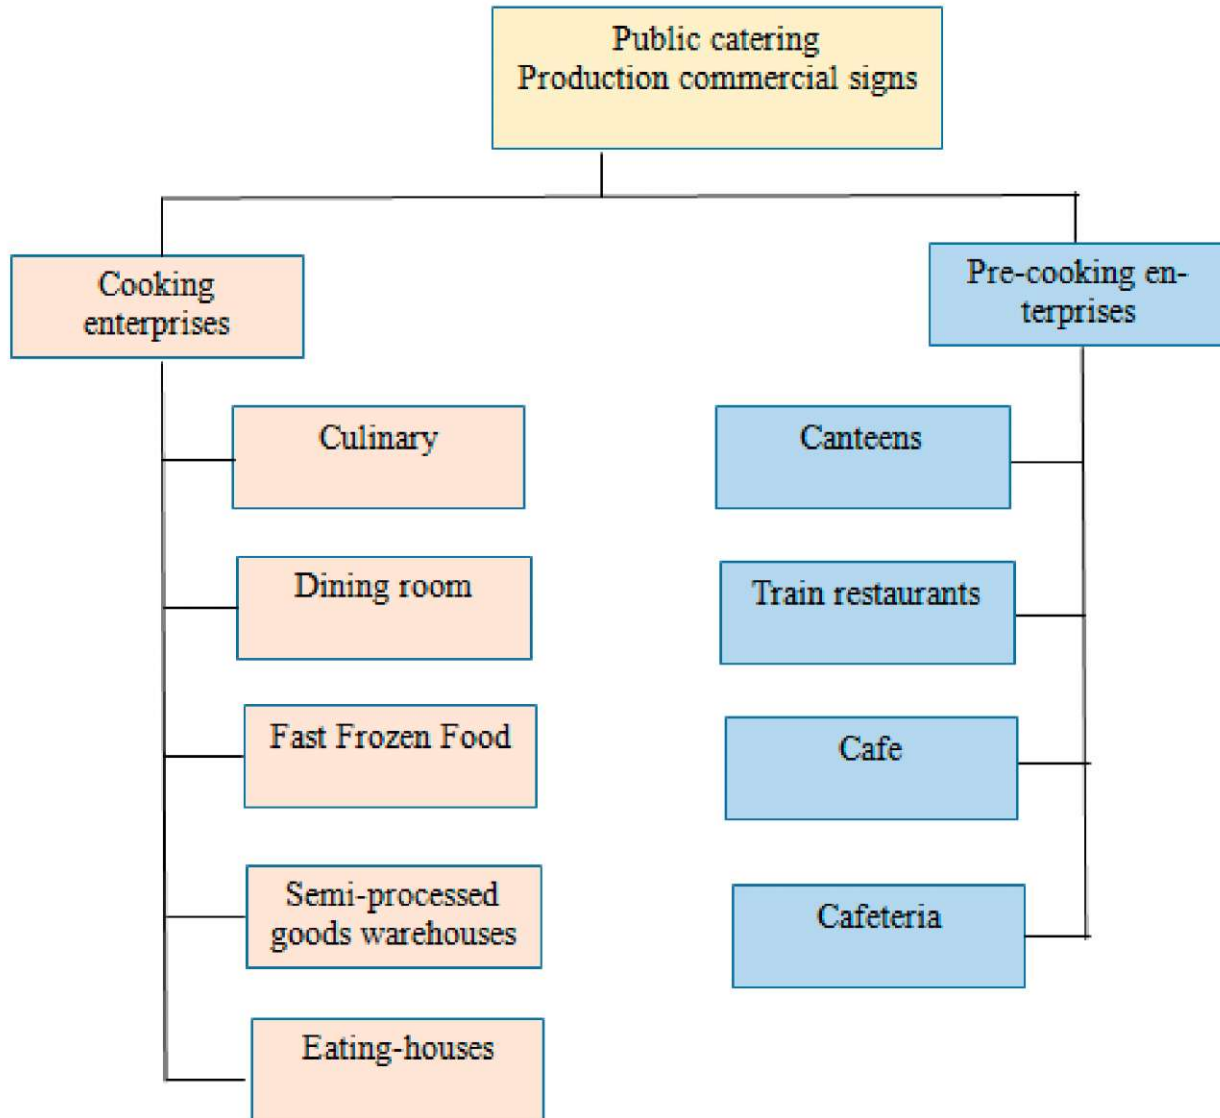 Public catering
Production commercial signs
Cooking
enterprises
Pre-cooking en-
terprises
Culinary
Canteens
Dining room
Train restaurants
Fast Frozen Food
Cafe
Semi-processed
goods warehouses
Cafeteria
Eating-houses